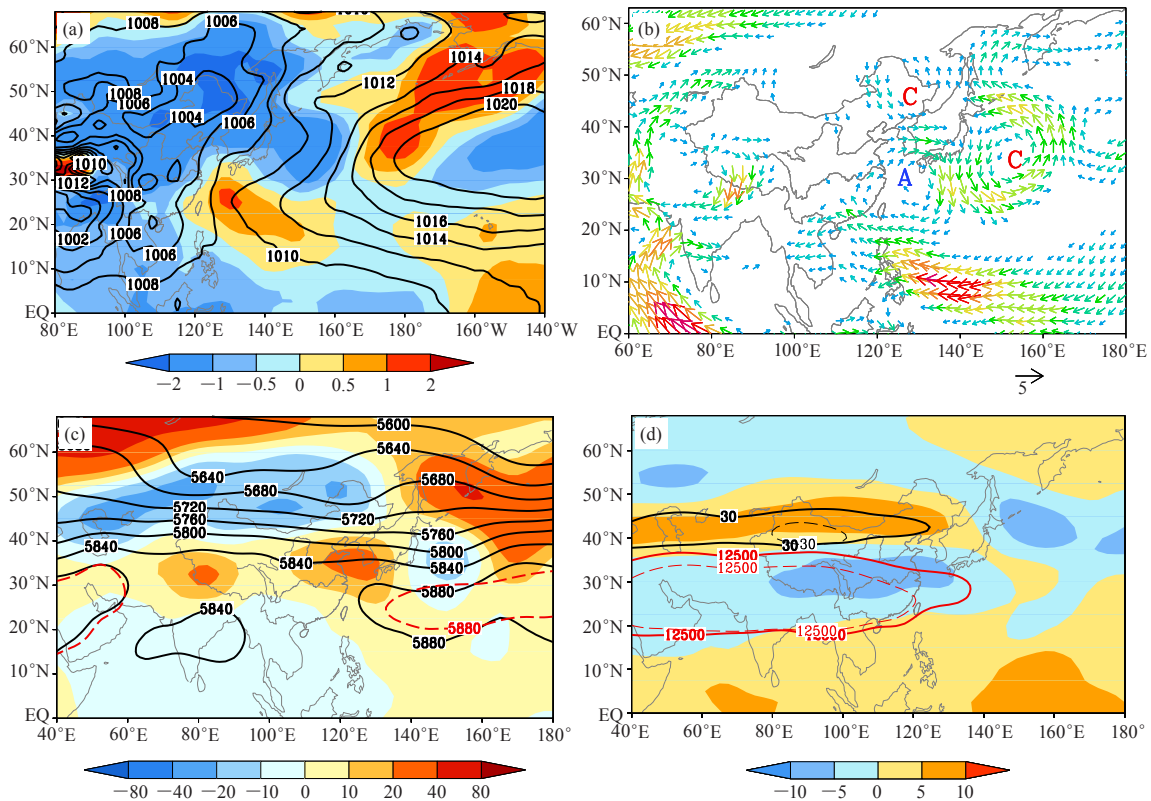 (a)
1008
1006
1010
1004
1014
1012
1008
1006
1018
1020
1004
1006
1010
1012
1008
1016
1002
1006
1014
1006
1010
1008
60°N
50°N
40°N
30°N
20°N
10°N
EQ
80°E
100°E
120°E
140°E
160°E
180°
160°W
140°W
−2
−1
−0.5
0
0.5
1
2
(b)
C
C
A
60°N
50°N
40°N
30°N
20°N
10°N
EQ
60°E
80°E
100°E
120°E
140°E
160°E
180°E
5
(c)
5600
5640
5640
5680
5680
5720
5720
5760
5760
5800
5800
5840
5840
5840
5880
5840
5880
5880
60°N
50°N
40°N
30°N
20°N
10°N
EQ
40°E
60°E
80°E
100°E
120°E
140°E
160°E
180°
−80
−40
−20
−10
0
10
20
40
80
(d)
30
30
30
12500
12500
12500
12500
60°N
50°N
40°N
30°N
20°N
10°N
EQ
40°E
60°E
80°E
100°E
120°E
140°E
160°E
180°E
−10
−5
0
5
10